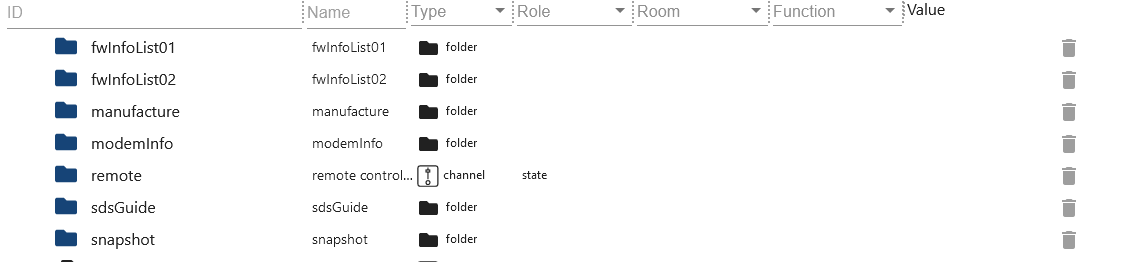 ID Name Type Role Room Function Value
fwInfoList01 fwInfoList01 folder
fwInfoList02 fwInfoList02 folder
manufacture manufacture folder
modemInfo modemInfo folder
remote remote control... channel state
sdsGuide sdsGuide folder
snapshot snapshot folder